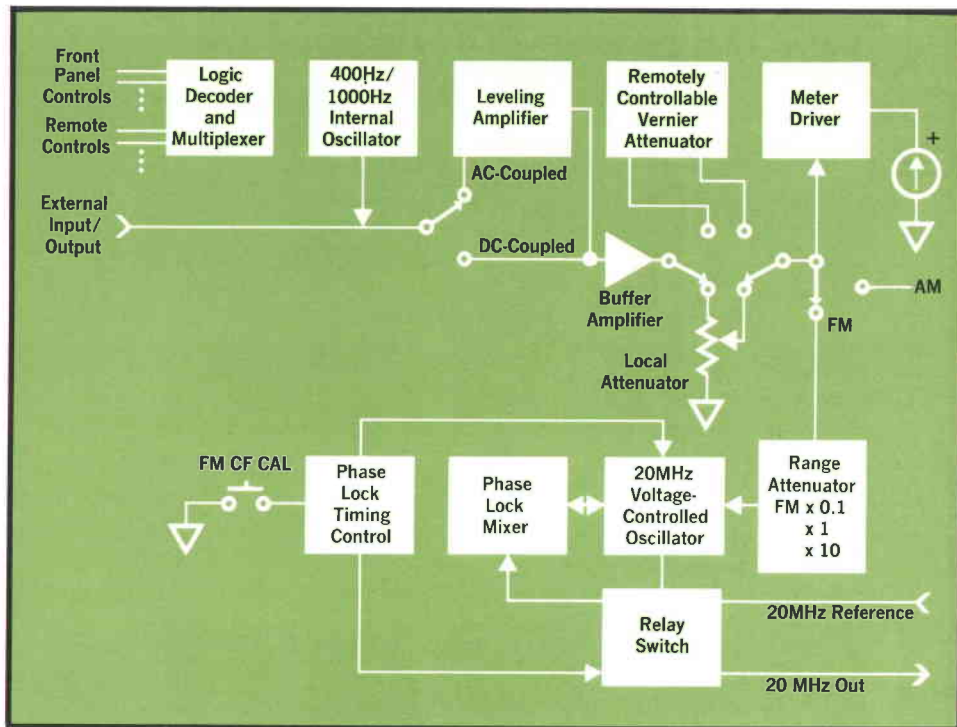 Front
Panel
Controls
Remote
Controls
External
Input/
Output
Logic
Decoder
and
Multiplexer
400Hz/
1000Hz
Internal
Oscillator
Leveling
Amplifier
AC-Coupled
DC-Coupled
Buffer
Amplifier
Remotely
Controllable
Vernier
Attenuator
Local
Attenuator
Meter
Driver
+
AM
FM
FM CF CAL
Phase
Lock
Timing
Control
Phase
Lock
Mixer
20MHz
Voltage-
Controlled
Oscillator
Range
Attenuator
FM x 0.1
x 1
x 10
Relay
Switch
20MHz Reference
20 MHz Out